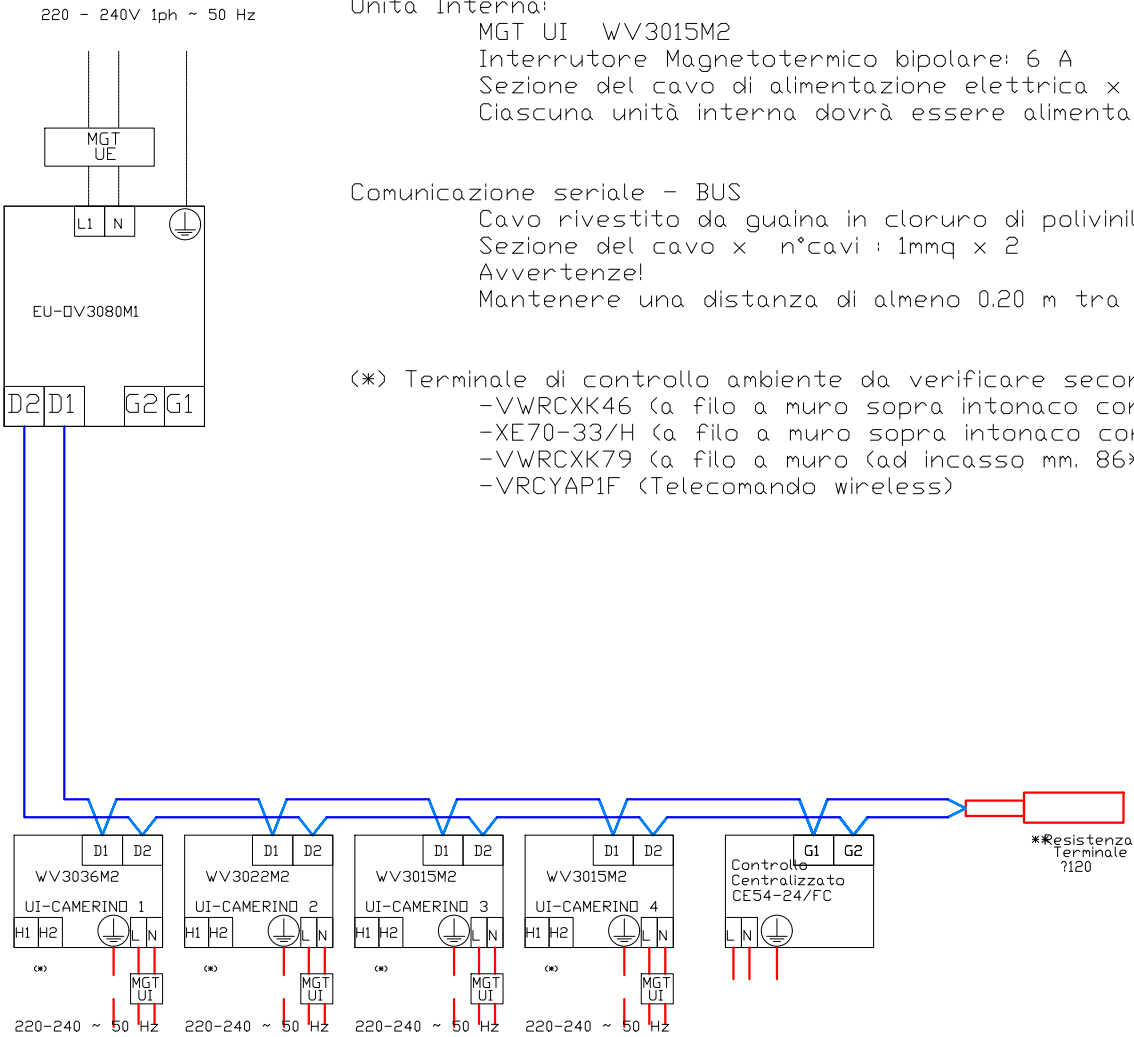 220 - 240V 1ph ~ 50 Hz
Unità Interna:
MGT UI WV3015M2
Interrutore Magnetotermico bipolare: 6 A
Sezione del cavo di alimentazione elettrica x
Ciascuna unità interna dovrà essere alimenta
MGT
UE
L1 N
EU-OV3080M1
D2 D1 G2 G1
Comunicazione seriale - BUS
Cavo rivestito da guaina in cloruro di polivinil
Sezione del cavo x n°cavi : 1mmq x 2
Avvertenze!
Mantenere una distanza di almeno 0.20 m tra
(*) Terminale di controllo ambiente da verificare secon
-VWRCXK46 (a filo a muro sopra intonaco con
-XE70-33/H (a filo a muro sopra intonaco con
-VWRCXK79 (a filo a muro (ad incasso mm. 86*
-VRCYAP1F (Telecomando wireless)
D1 D2
WV3036M2
UI-CAMERINO 1
H1 H2 L N
(*)
MGT
UI
220-240 ~ 50 Hz
D1 D2
WV3022M2
UI-CAMERINO 2
H1 H2 L N
(*)
MGT
UI
220-240 ~ 50 Hz
D1 D2
WV3015M2
UI-CAMERINO 3
H1 H2 L N
(*)
MGT
UI
220-240 ~ 50 Hz
D1 D2
WV3015M2
UI-CAMERINO 4
H1 H2 L N
(*)
MGT
UI
220-240 ~ 50 Hz
G1 G2
Controllo
Centralizzato
CE54-24/FC
L N
**Resistenza
Terminale
?120